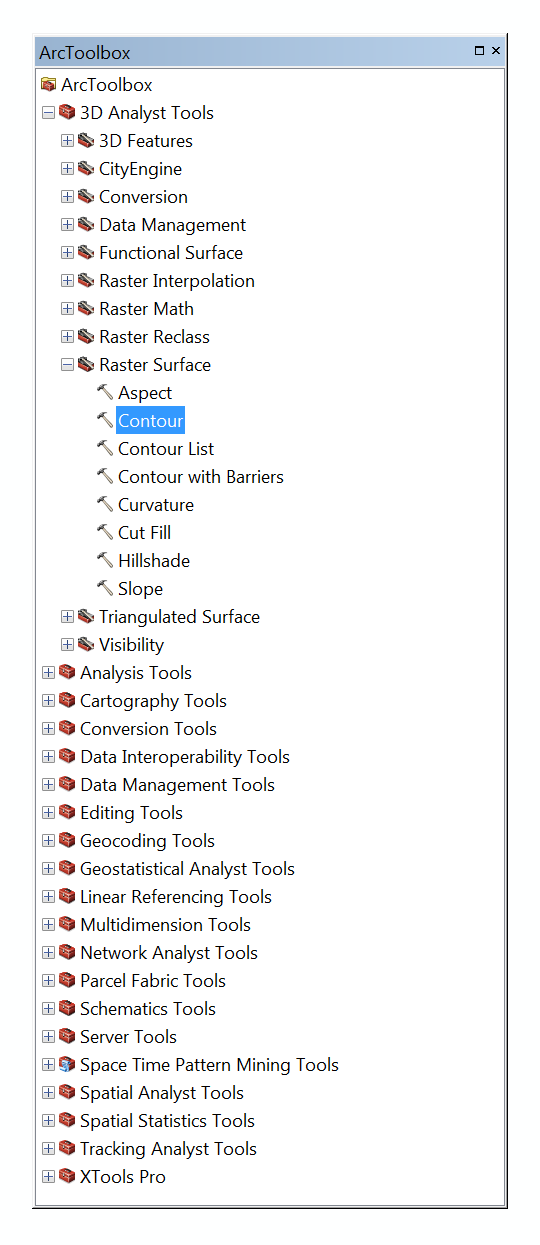 ArcToolbox
ArcToolbox
3D Analyst Tools
3D Features
CityEngine
Conversion
Data Management
Functional Surface
Raster Interpolation
Raster Math
Raster Reclass
Raster Surface
Aspect
Contour
Contour List
Contour with Barriers
Curvature
Cut Fill
Hillshade
Slope
Triangulated Surface
Visibility
Analysis Tools
Cartography Tools
Conversion Tools
Data Interoperability Tools
Data Management Tools
Editing Tools
Geocoding Tools
Geostatistical Analyst Tools
Linear Referencing Tools
Multidimension Tools
Network Analyst Tools
Parcel Fabric Tools
Schematics Tools
Server Tools
Space Time Pattern Mining Tools
Spatial Analyst Tools
Spatial Statistics Tools
Tracking Analyst Tools
XTools Pro